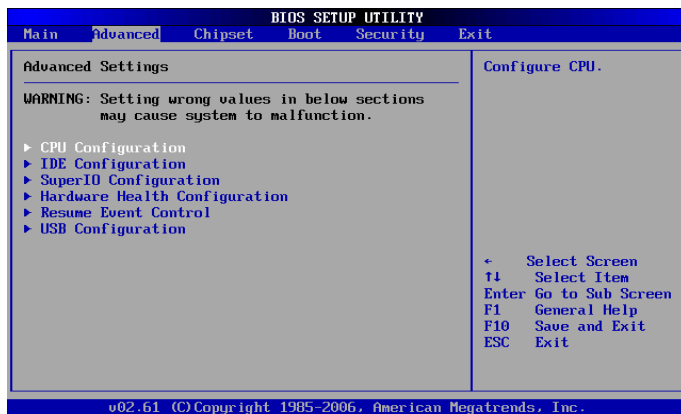 BIOS SETUP UTILITY
Main Advanced Chipset Boot Security Exit
Advanced Settings
WARNING: Setting wrong values in below sections
may cause system to malfunction.
▶ CPU Configuration
▶ IDE Configuration
▶ SuperIO Configuration
▶ Hardware Health Configuration
▶ Resume Event Control
▶ USB Configuration
Configure CPU.
← Select Screen
↑↓ Select Item
Enter Go to Sub Screen
F1 General Help
F10 Save and Exit
ESC Exit
v02.61 (C)Copyright 1985-2006, American Megatrends, Inc.